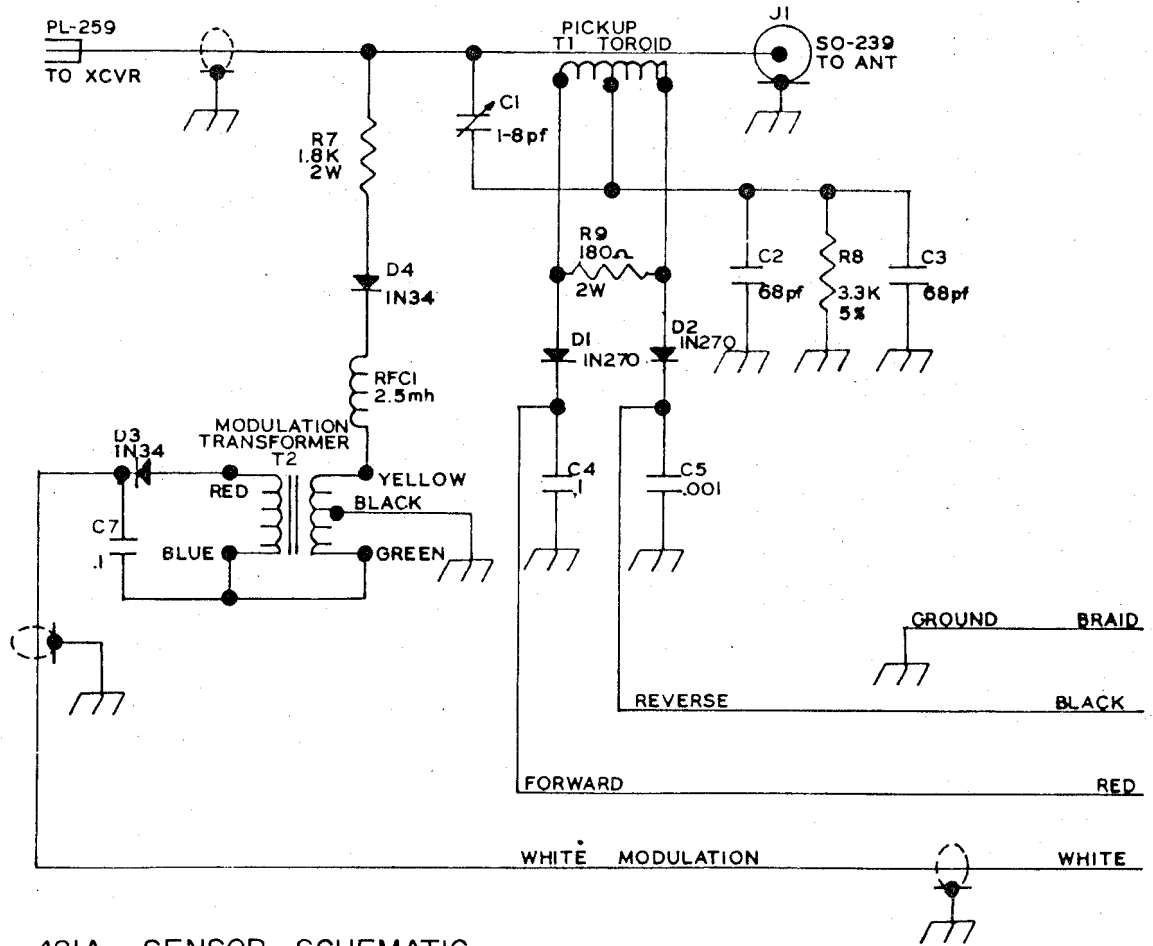 PL-259
TO XCVR
PICKUP
T1 TOROID
J1
SO-239
TO ANT
C1
1-8pf
R7
1.8K
2W
R9
180Ω
2W
C2
68pf
R8
3.3K
5%
C3
68pf
D4
1N34
D1
1N270
D2
1N270
RFC1
2.5mh
MODULATION
TRANSFORMER
T2
D3
1N34
RED
YELLOW
BLACK
C4
.1
C5
.001
C7
.1
BLUE
GREEN
GROUND BRAID
REVERSE BLACK
FORWARD RED
WHITE MODULATION WHITE
SENSOR SCHEMATIC